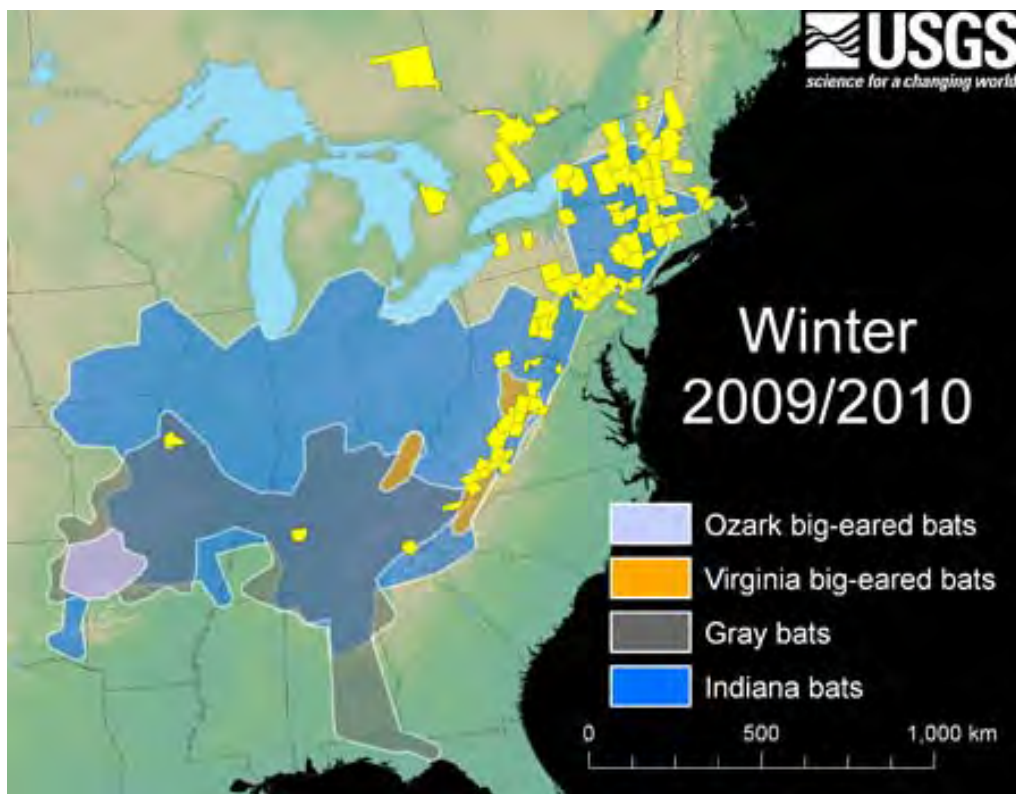 USGS
science for a changing world
Winter
2009/2010
Ozark big-eared bats
Virginia big-eared bats
Gray bats
Indiana bats
0 500 1,000 km